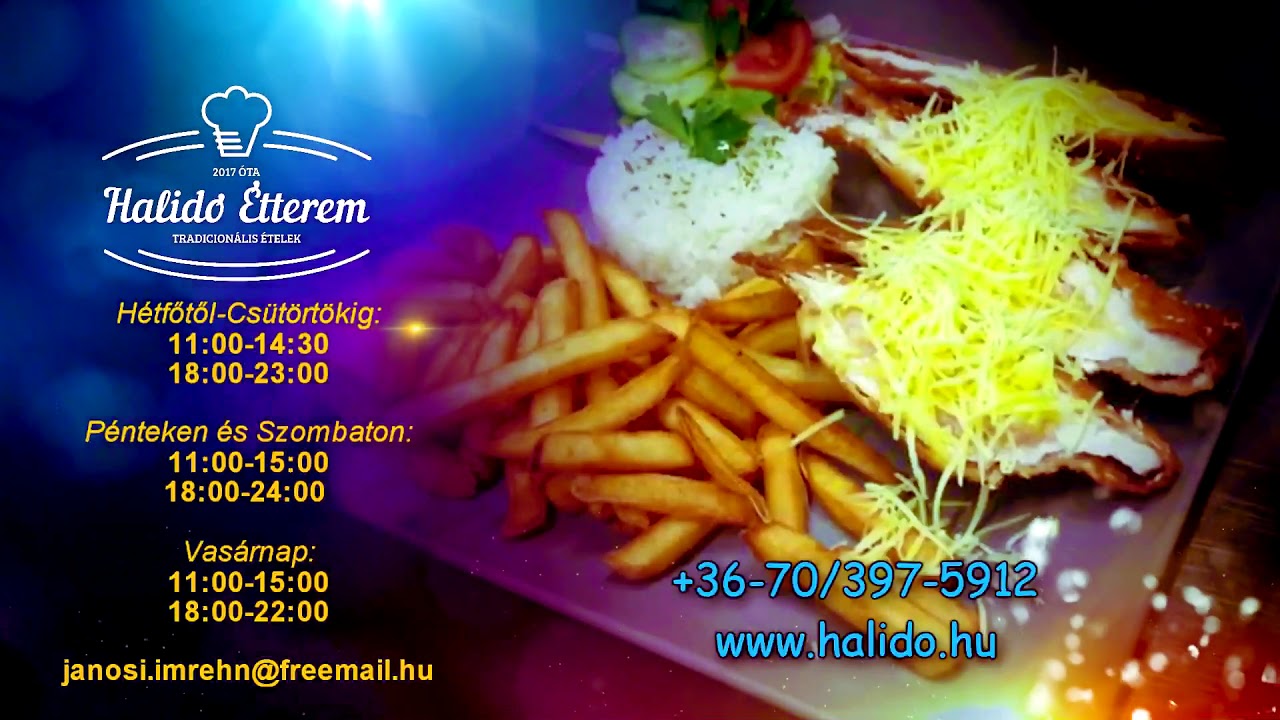 2017 ÓTA
Halido Étterem
TRADICIONÁLIS ÉTELEK
Hétfőtől-Csütörtökig:
11:00-14:30
18:00-23:00
Pénteken és Szombaton:
11:00-15:00
18:00-24:00
Vasárnap:
11:00-15:00
18:00-22:00
janosi.imrehn@freemail.hu
+36-70/397-5912
www.halido.hu